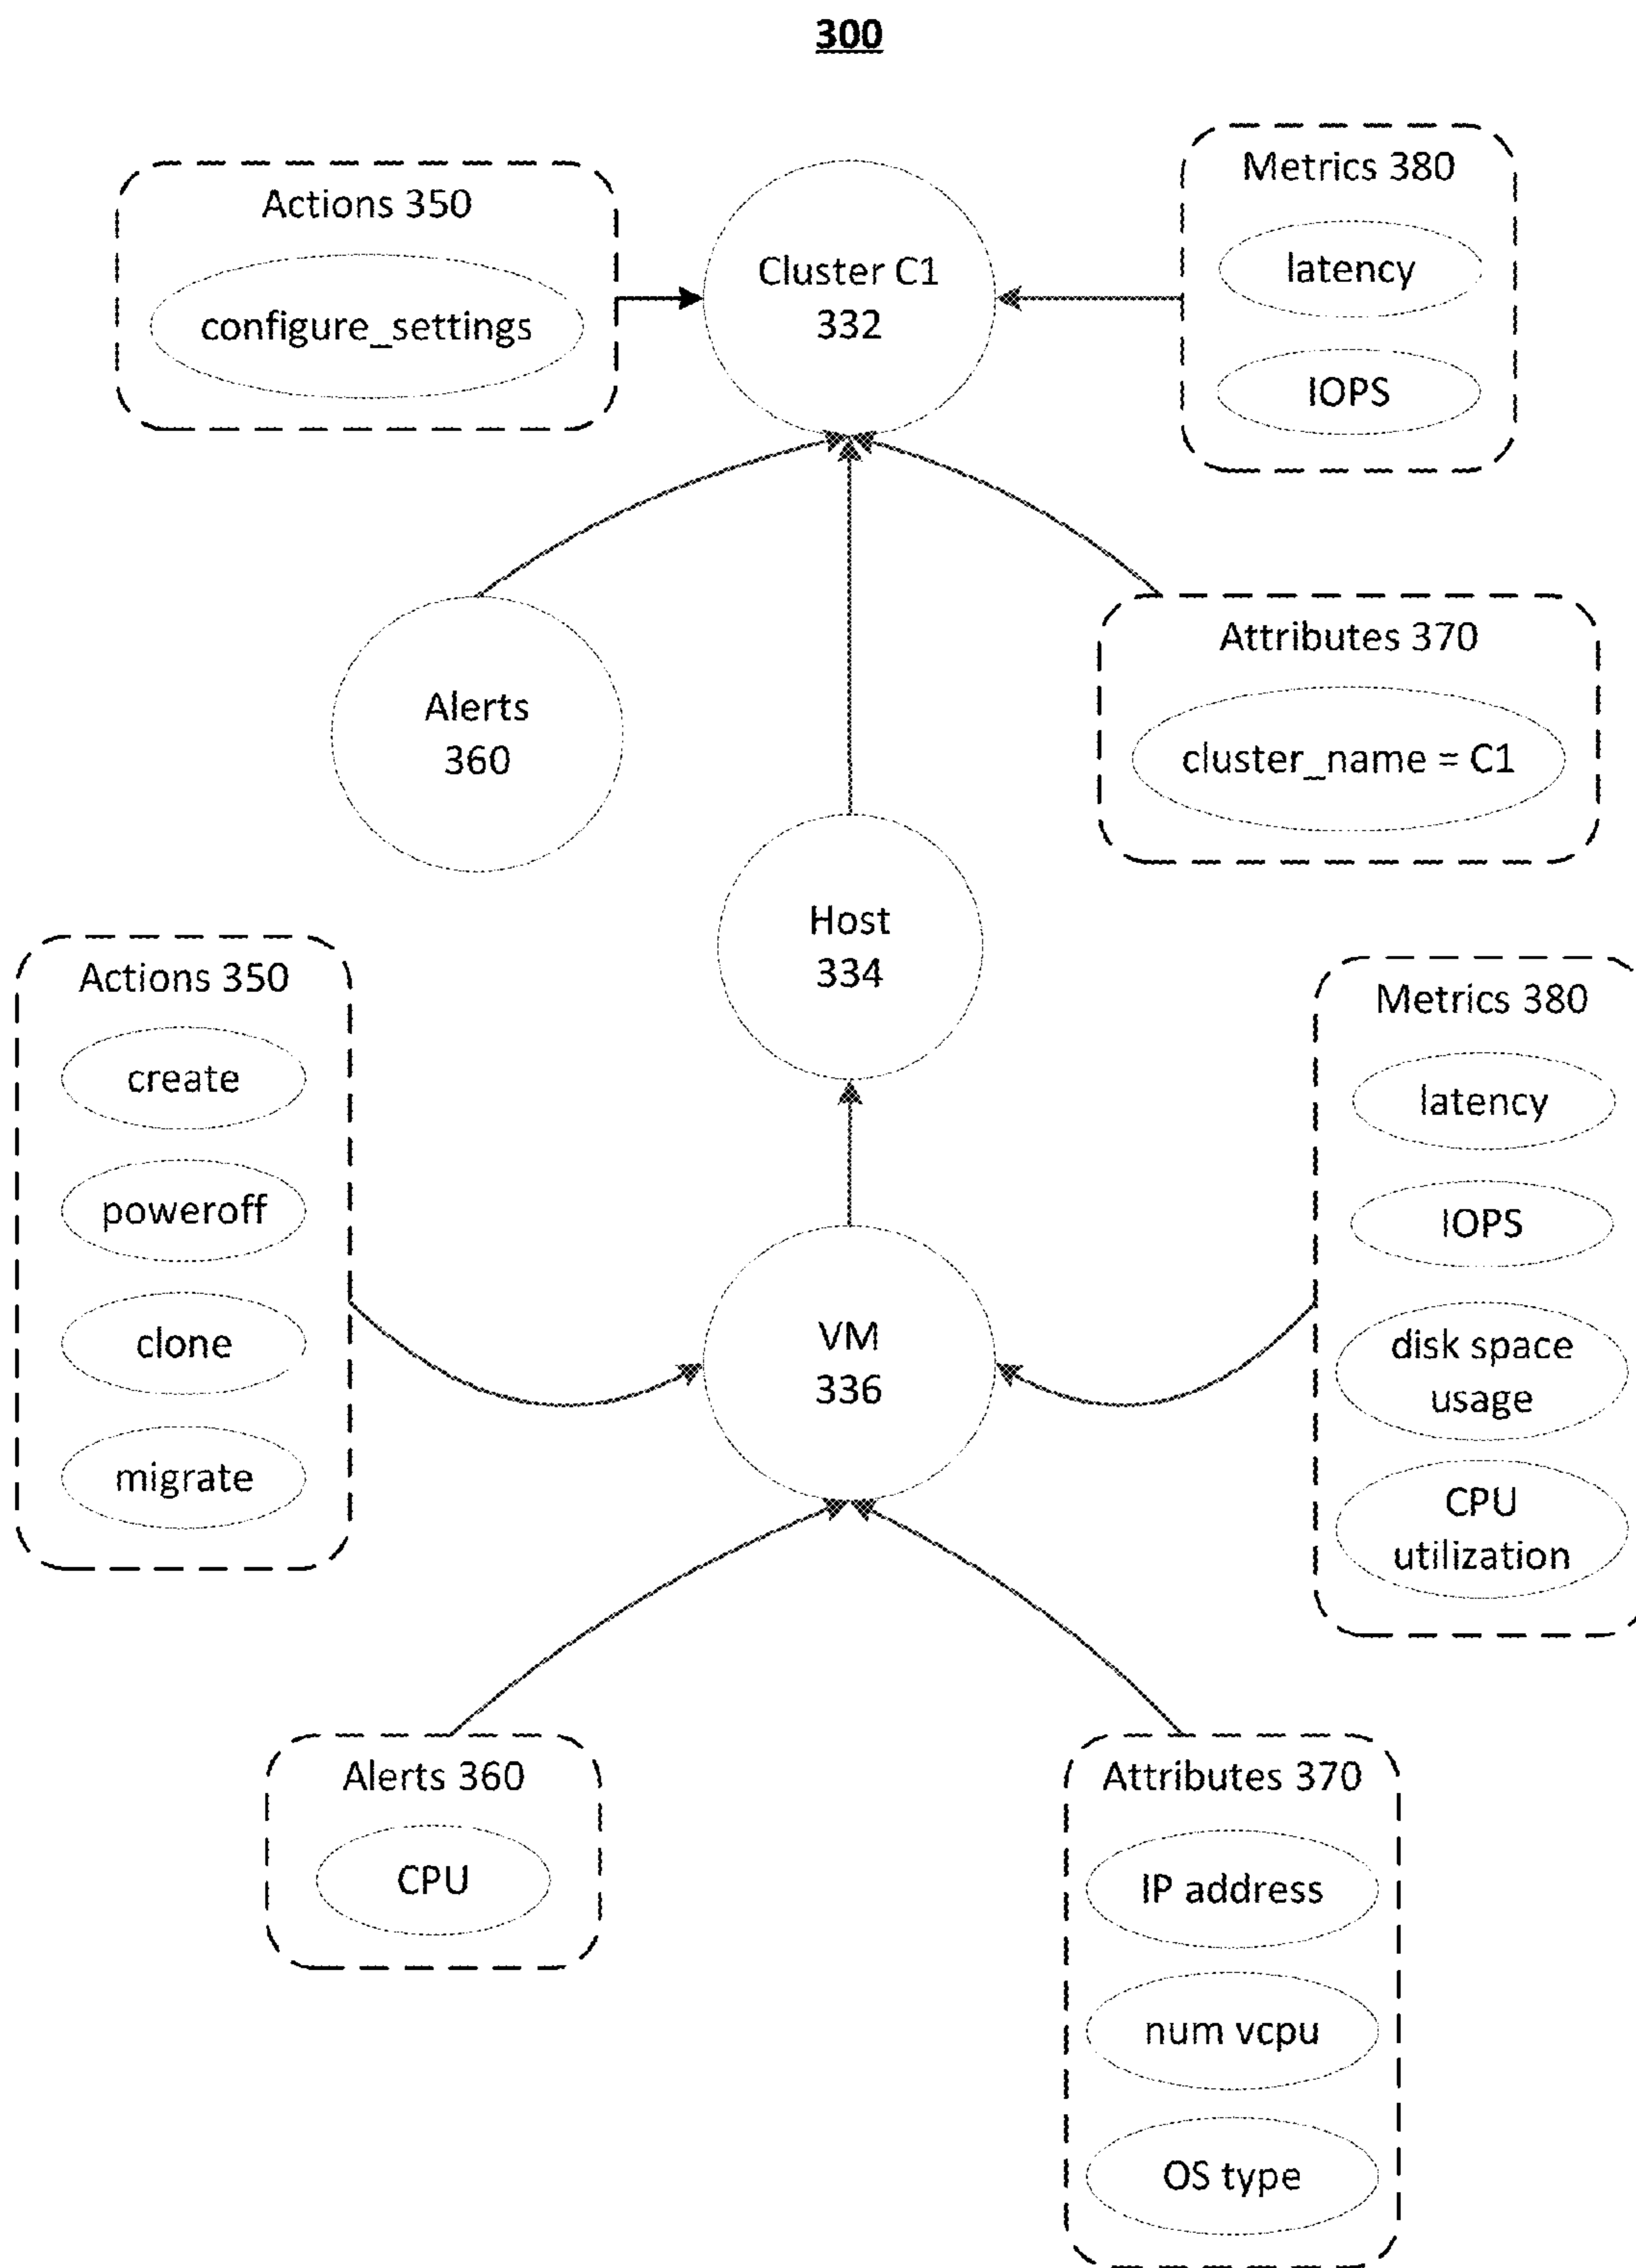 300
Actions 350
configure_settings
Cluster C1
332
Metrics 380
latency
IOPS
Alerts
360
Attributes 370
cluster_name = C1
Host
334
Actions 350
create
poweroff
clone
migrate
VM
336
Metrics 380
latency
IOPS
disk space
usage
CPU
utilization
Alerts 360
CPU
Attributes 370
IP address
num vcpu
OS type